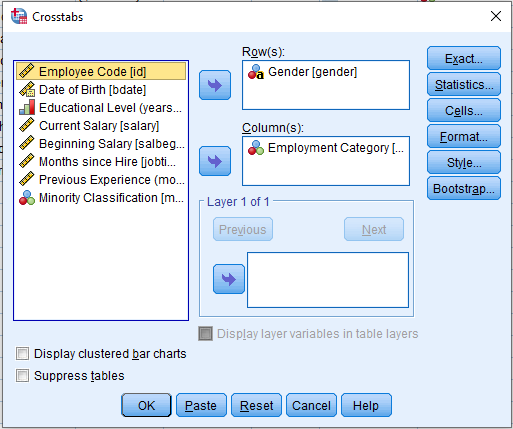 Crosstabs
Employee Code [id]
Date of Birth [bdate]
Educational Level (years...
Current Salary [salary]
Beginning Salary [salbeg...
Months since Hire [jobti...
Previous Experience (mo...
Minority Classification [m...
Row(s):
Gender [gender]
Column(s):
Employment Category [...
Layer 1 of 1
Previous
Next
Display layer variables in table layers
Exact...
Statistics...
Cells...
Format...
Style...
Bootstrap...
Display clustered bar charts
Suppress tables
OK
Paste
Reset
Cancel
Help